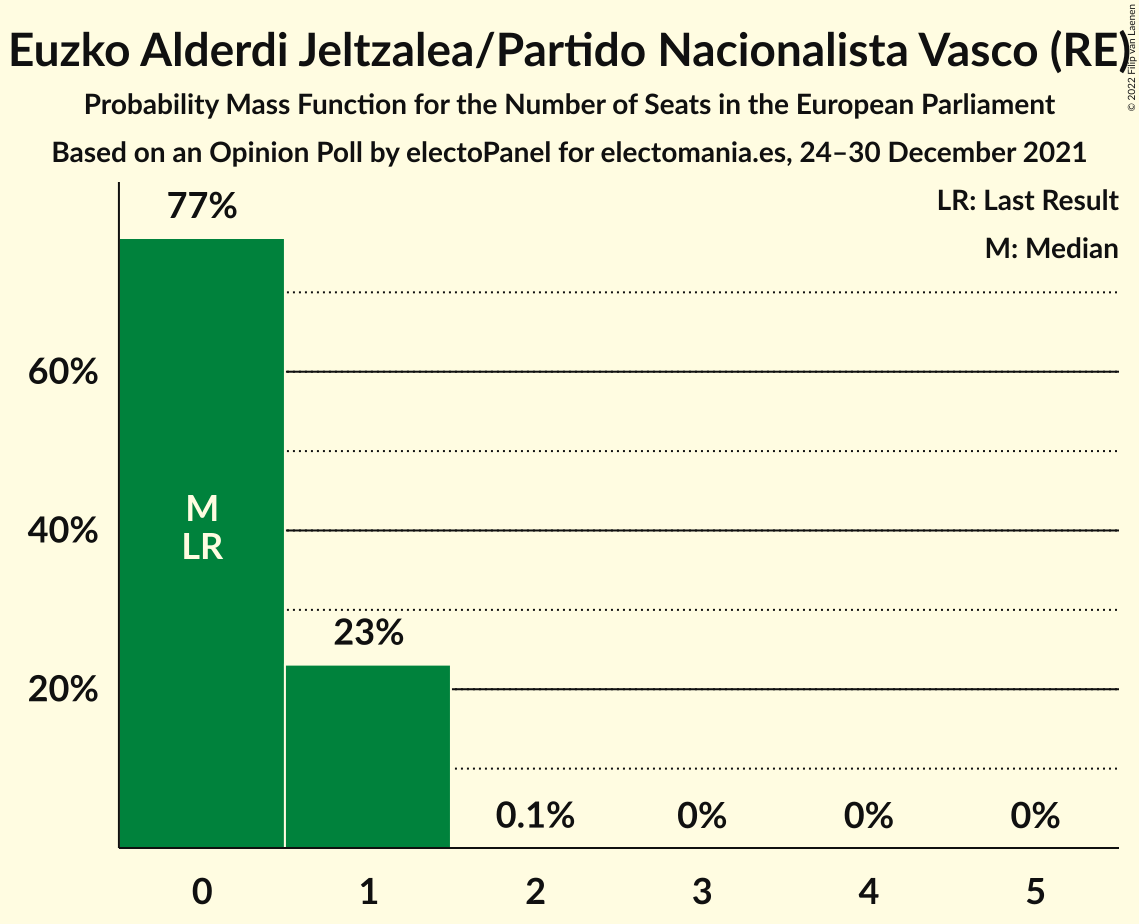 Euzko Alderdi Jeltzalea/Partido Nacionalista Vasco (RE)
© 2022 Filip van Laenen
Probability Mass Function for the Number of Seats in the European Parliament
Based on an Opinion Poll by electoPanel for electomania.es, 24–30 December 2021
LR: Last Result
M: Median
77%
60%
M
40%
LR
23%
20%
0.1% 0% 0% 0%
0 1 2 3 4 5